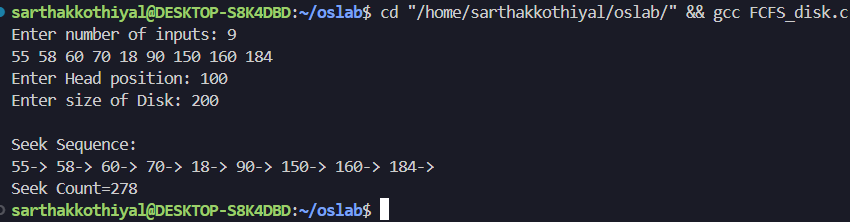 sarthakkothiyal@DESKTOP-S8K4DBD:~/oslab$ cd "/home/sarthakkothiyal/oslab/" && gcc FCFS_disk.c
Enter number of inputs: 9
55 58 60 70 18 90 150 160 184
Enter Head position: 100
Enter size of Disk: 200

Seek Sequence:
55-> 58-> 60-> 70-> 18-> 90-> 150-> 160-> 184->
Seek Count=278
sarthakkothiyal@DESKTOP-S8K4DBD:~/oslab$